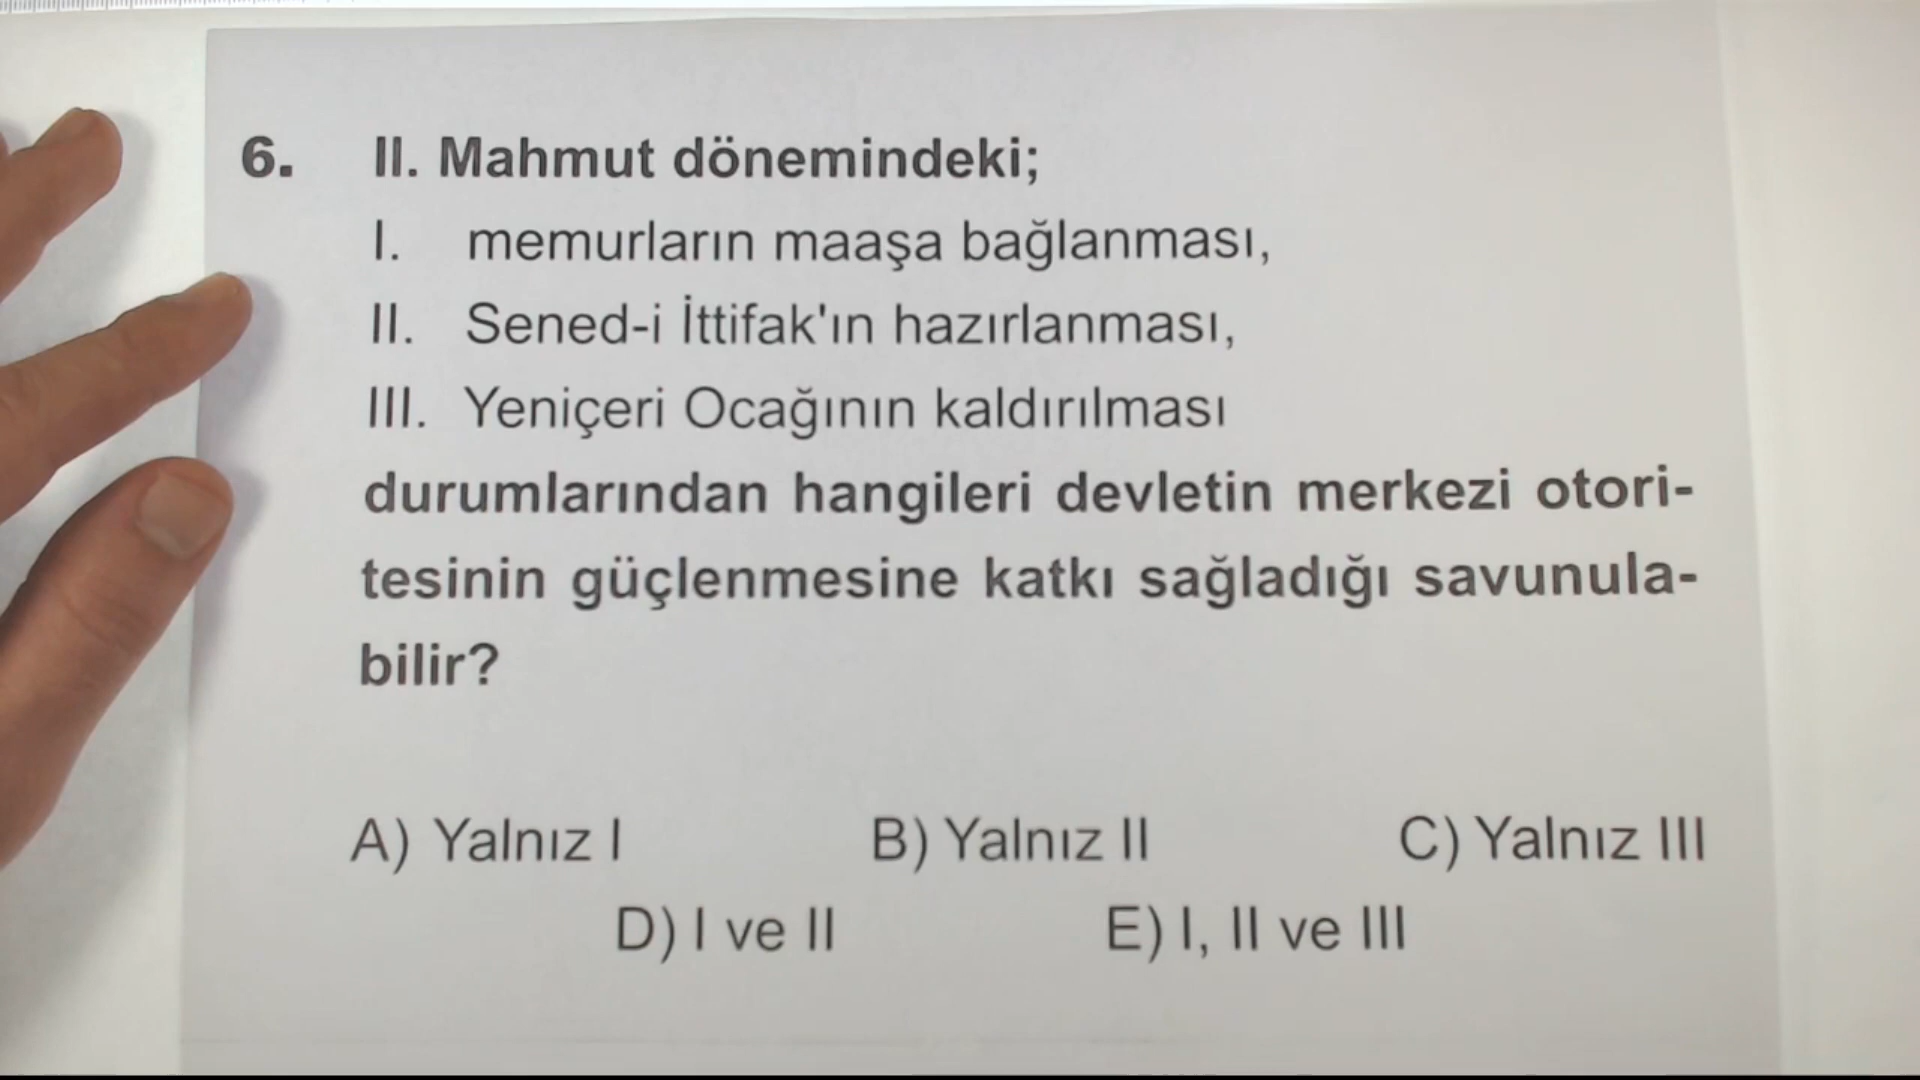 6. II. Mahmut dönemindeki;
I. memurların maaşa bağlanması,
II. Sened-i İttifak'ın hazırlanması,
III. Yeniçeri Ocağının kaldırılması
durumlarından hangileri devletin merkezi otori-
tesinin güçlenmesine katkı sağladığı savunula-
bilir?
A) Yalnız I B) Yalnız II C) Yalnız III
D) I ve II E) I, II ve III